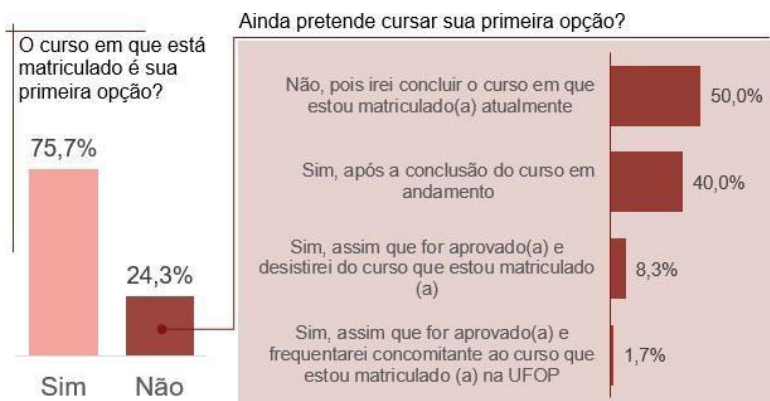 Ainda pretende cursar sua primeira opção?
O curso em que está
matriculado é sua
primeira opção?
75,7%
24,3%
Sim
Não
Não, pois irei concluir o curso em que
estou matriculado(a) atualmente
50,0%
Sim, após a conclusão do curso em
andamento
40,0%
Sim, assim que for aprovado(a) e
desistirei do curso que estou matriculado
(a)
8,3%
Sim, assim que for aprovado(a) e
frequentarei concomitante ao curso que
estou matriculado (a) na UFOP
1,7%